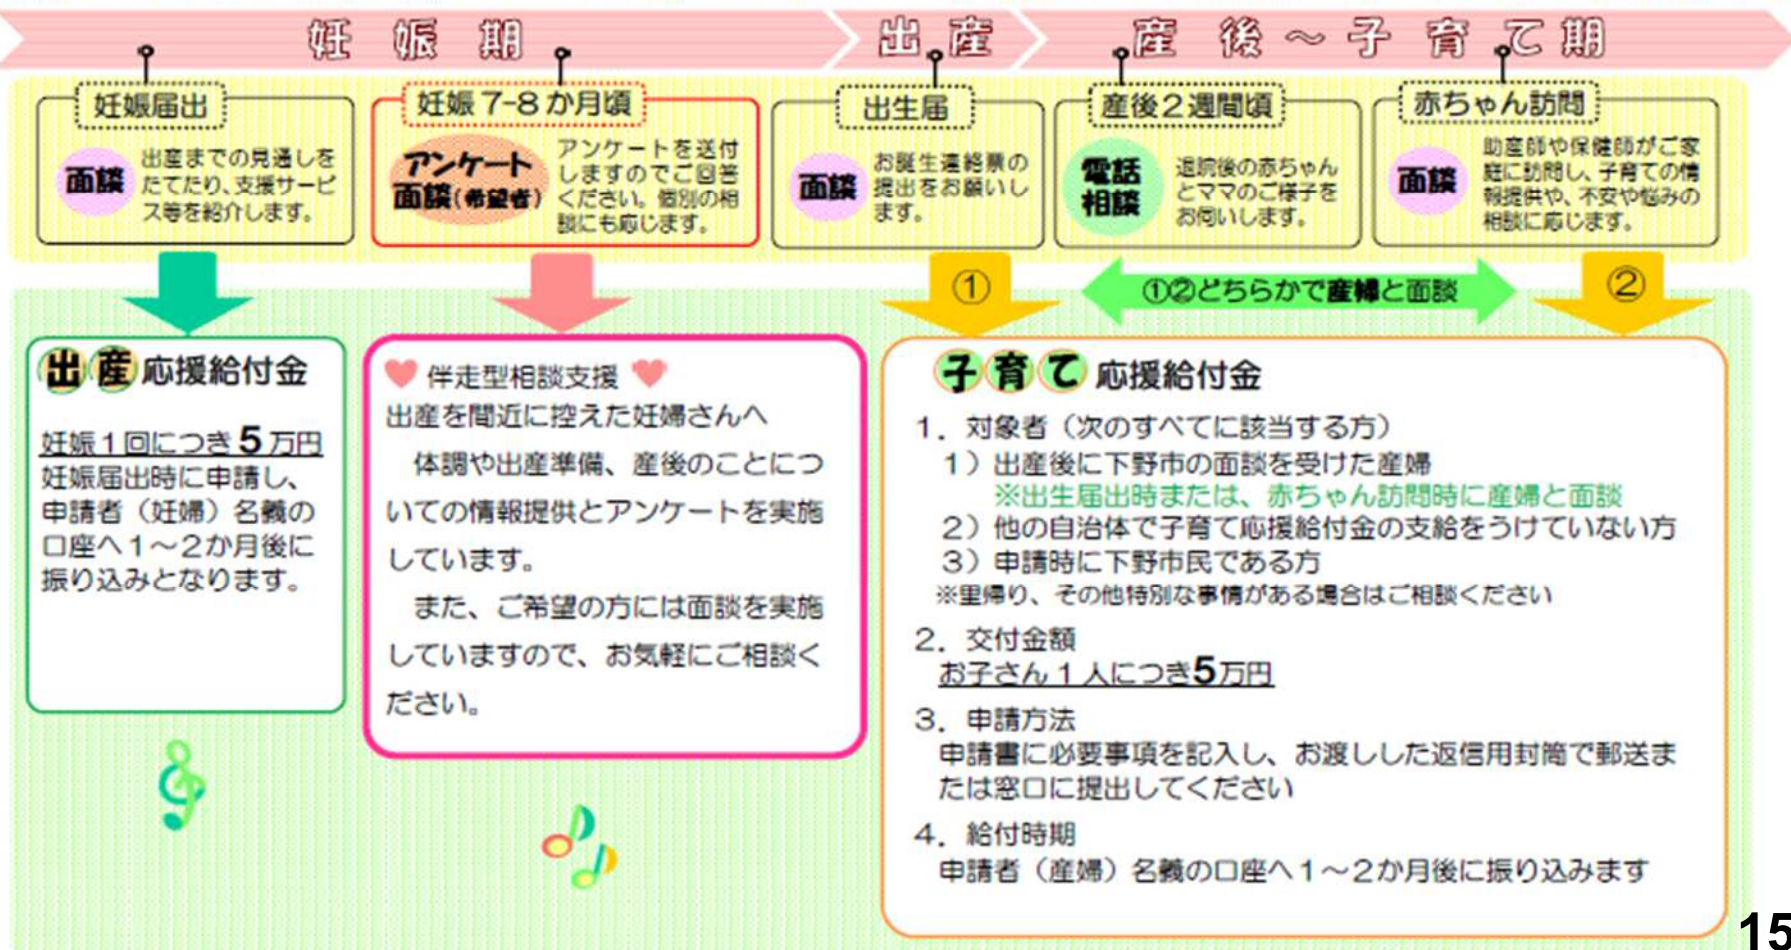 妊娠期
出産
産後～子育て期
妊娠届出
面談
出産までの見通しを
たてたり、支援サービ
ス等を紹介します。
妊娠7-8か月頃
アンケート
面談(希望者)
アンケートを送付
しますのでご回答
ください。個別の相
談にも応じます。
出生届
面談
お誕生連絡票の
提出をお願いし
ます。
産後2週間頃
電話
相談
退院後の赤ちゃん
とママのご様子を
お伺いします。
赤ちゃん訪問
面談
助産師や保健師がご家
庭に訪問し、子育ての情
報提供や、不安や悩みの
相談に応じます。
①
①②どちらかで産婦と面談
②
出産応援給付金
妊娠1回につき5万円
妊娠届出時に申請し、
申請者（妊婦）名義の
口座へ1～2か月後に
振り込みとなります。
伴走型相談支援
出産を間近に控えた妊婦さんへ
体調や出産準備、産後のことにつ
いての情報提供とアンケートを実施
しています。
また、ご希望の方には面談を実施
していますので、お気軽にご相談く
ださい。
子育て応援給付金
1．対象者（次のすべてに該当する方）
1）出産後に下野市の面談を受けた産婦
※出生届出時または、赤ちゃん訪問時に産婦と面談
2）他の自治体で子育て応援給付金の支給をうけていない方
3）申請時に下野市民である方
※里帰り、その他特別な事情がある場合はご相談ください
2．交付金額
お子さん1人につき5万円
3．申請方法
申請書に必要事項を記入し、お渡しした返信用封筒で郵送ま
たは窓口に提出してください
4．給付時期
申請者（産婦）名義の口座へ1～2か月後に振り込みます
15